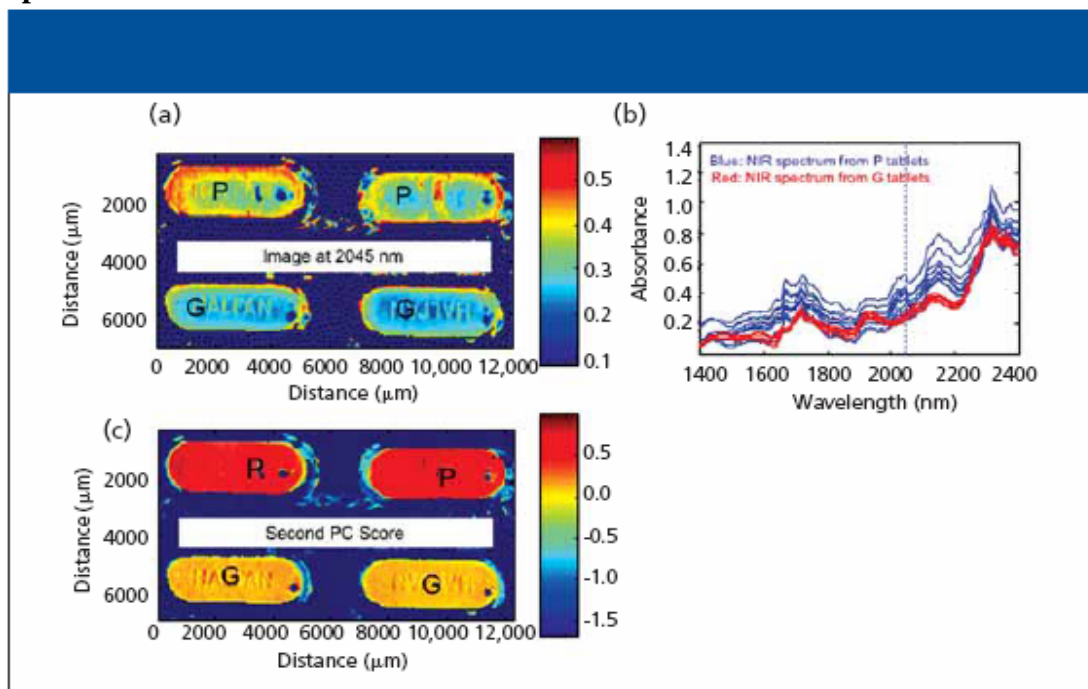 (a)
P
P
Image at 2045 nm
G
G
2000
4000
6000
Distance (μm)
0
2000
4000
6000
8000
10,000
12,000
Distance (μm)
0.5
0.4
0.3
0.2
0.1
(b)
Blue: NIR spectrum from P tablets
Red: NIR spectrum from G tablets
1.4
1.2
1.0
0.8
0.6
0.4
0.2
Absorbance
1400
1600
1800
2000
2200
2400
Wavelength (nm)
(c)
R
P
Second PC Score
G
G
2000
4000
6000
Distance (μm)
0
2000
4000
6000
8000
10,000
12,000
Distance (μm)
0.5
0.0
-0.5
-1.0
-1.5